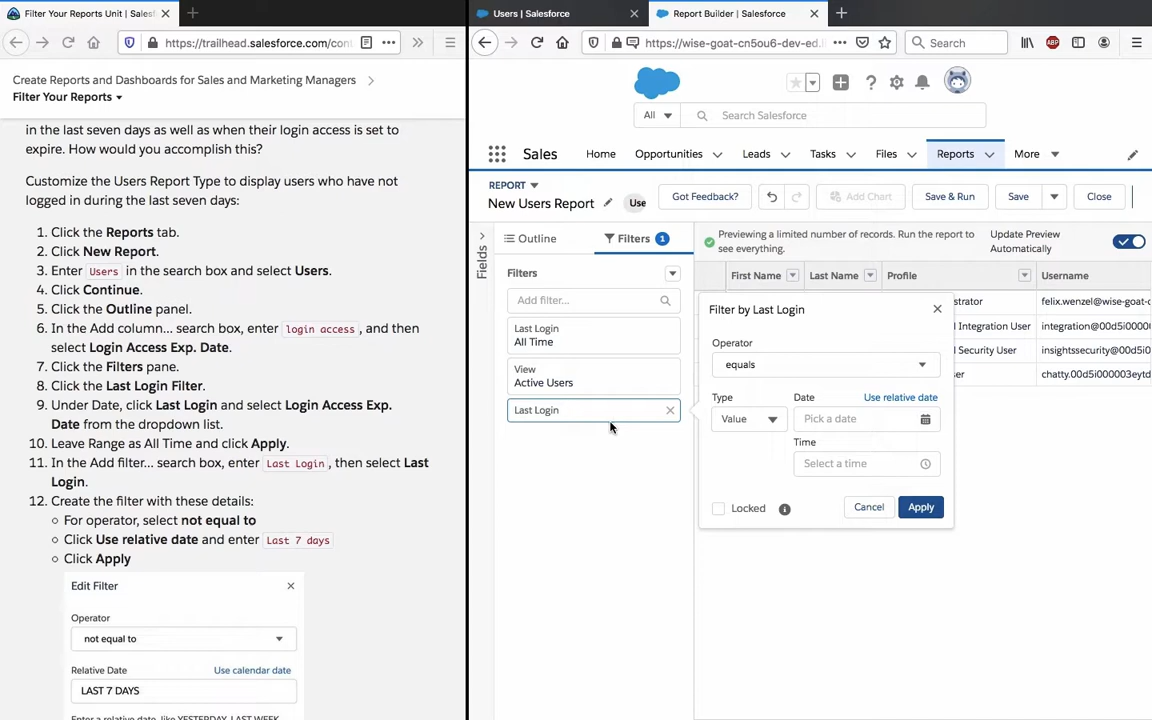 Filter Your Reports Unit | Sales
https://trailhead.salesforce.com/con
Create Reports and Dashboards for Sales and Marketing Managers
Filter Your Reports
in the last seven days as well as when their login access is set to
expire. How would you accomplish this?
Customize the Users Report Type to display users who have not
logged in during the last seven days:
1. Click the Reports tab.
2. Click New Report.
3. Enter Users in the search box and select Users.
4. Click Continue.
5. Click the Outline panel.
6. In the Add column... search box, enter login access, and then
select Login Access Exp. Date.
7. Click the Filters pane.
8. Click the Last Login Filter.
9. Under Date, click Last Login and select Login Access Exp.
Date from the dropdown list.
10. Leave Range as All Time and click Apply.
11. In the Add filter... search box, enter Last Login, then select Last
Login.
12. Create the filter with these details:
For operator, select not equal to
Click Use relative date and enter Last 7 days
Click Apply
Edit Filter
Operator
not equal to
Relative Date Use calendar date
LAST 7 DAYS
Enter a relative date, like YESTERDAY, LAST WEEK,
Users | Salesforce
Report Builder | Salesforce
https://wise-goat-cn5ou6-dev-ed.l
Search
ABP
All
Search Salesforce
Sales Home Opportunities Leads Tasks Files Reports More
REPORT
New Users Report Use
Got Feedback? Add Chart Save & Run Save Close
Fields
Outline Filters 1
Filters
Add filter...
Last Login
All Time
View
Active Users
Last Login
Previewing a limited number of records. Run the report to
see everything.
Update Preview
Automatically
First Name Last Name Profile Username
strator felix.wenzel@wise-goat-c
l Integration User integration@00d5i0000
l Security User insightssecurity@00d5i
ser chatty.00d5i000003eytd
Filter by Last Login
Operator
equals
Type Date Use relative date
Value Pick a date
Time
Select a time
Locked Cancel Apply